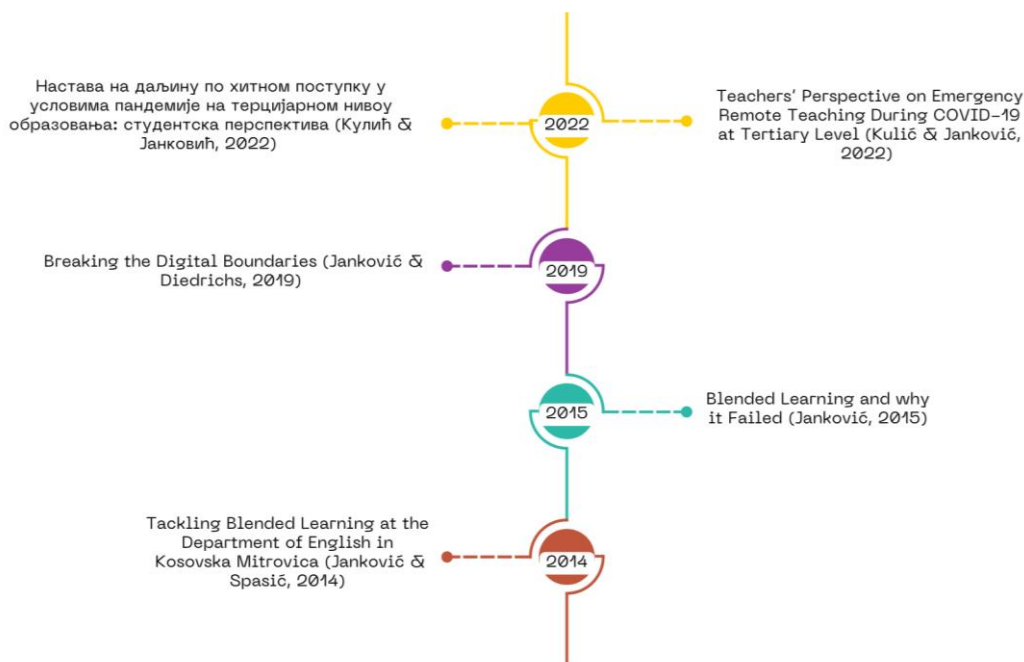 Настава на даљину по хитном поступку у
условима пандемије на терцијарном нивоу
образовања: студентска перспектива (Кулић &
Јанковић, 2022)
2022
Teachers' Perspective on Emergency
Remote Teaching During COVID-19
at Tertiary Level (Kulić & Janković,
2022)
Breaking the Digital Boundaries (Janković &
Diedrichs, 2019)
2019
2015
Blended Learning and why
it Failed (Janković, 2015)
Tackling Blended Learning at the
Department of English in
Kosovska Mitrovica (Janković &
Spasić, 2014)
2014